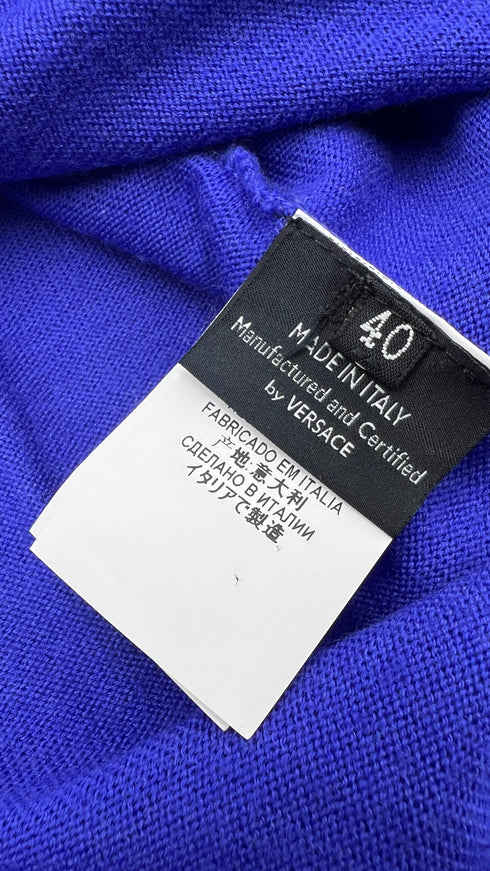 40
MADE IN ITALY
Manufactured and Certified
by VERSACE
FABRICADO EM ITALIA
产地:意大利
СДЕЛАНО В ИТАЛИИ
イタリアで製造